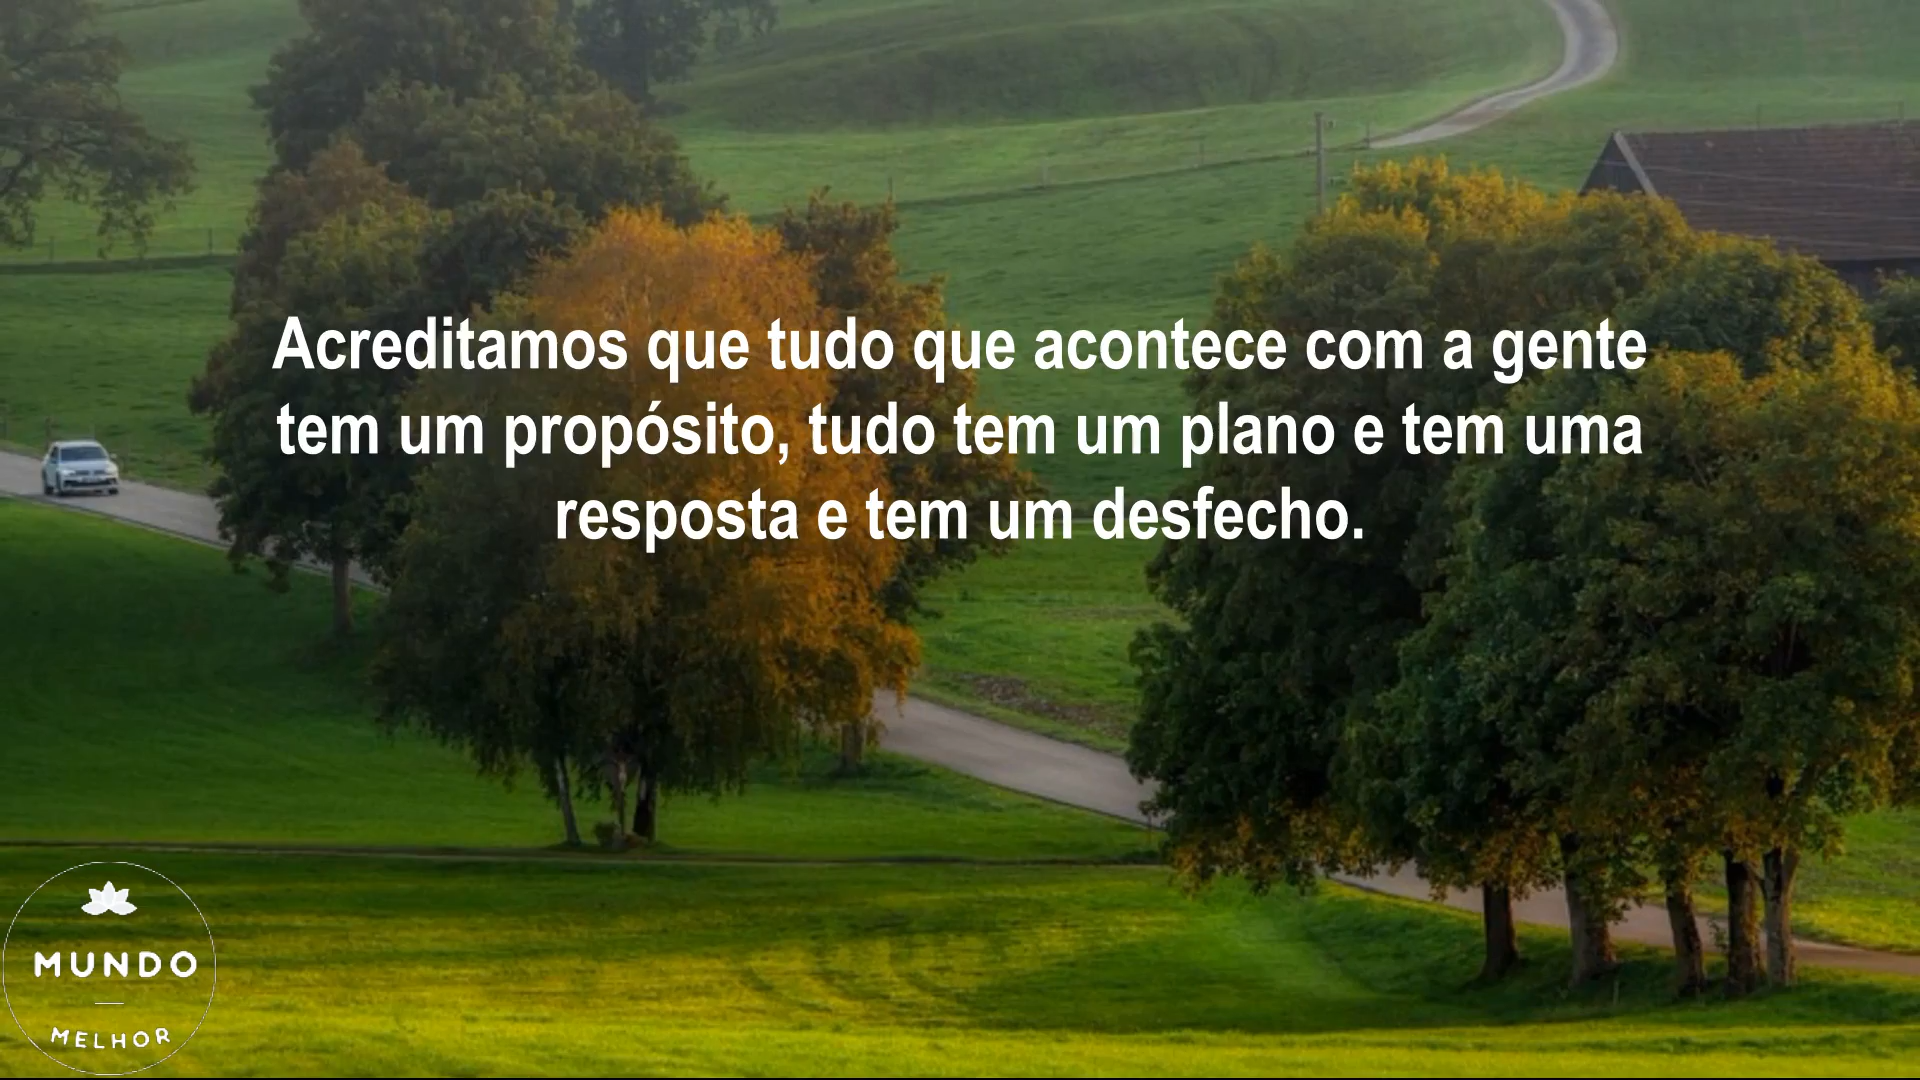 Acreditamos que tudo que acontece com a gente
tem um propósito, tudo tem um plano e tem uma
resposta e tem um desfecho.
MUNDO
MELHOR